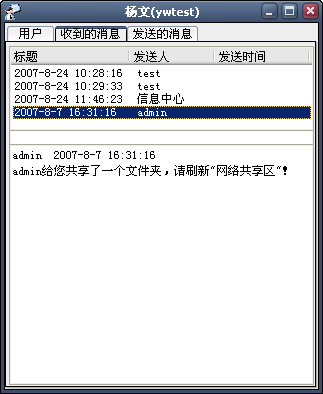 杨文(ywtest)
用户 收到的消息 发送的消息
标题 发送人 发送时间
2007-8-24 10:28:16 test
2007-8-24 10:29:33 test
2007-8-24 11:46:23 信息中心
2007-8-7 16:31:16 admin
admin 2007-8-7 16:31:16
admin给您共享了一个文件夹，请刷新"网络共享区"！